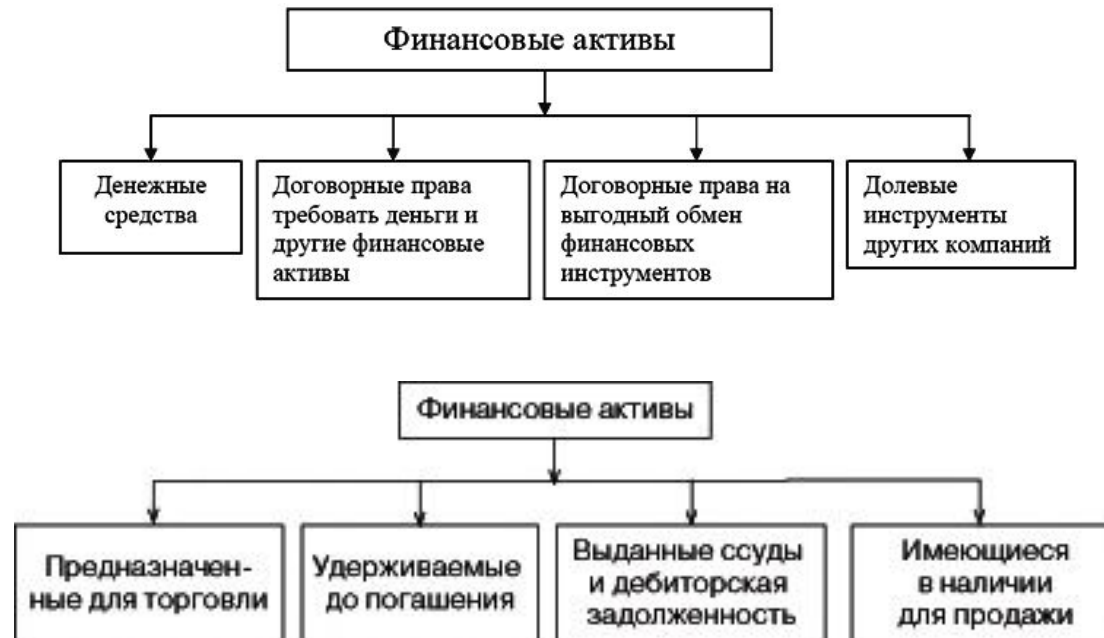 Финансовые активы
Денежные
средства
Договорные права
требовать деньги и
другие финансовые
активы
Договорные права на
выгодный обмен
финансовых
инструментов
Долевые
инструменты
других компаний
Финансовые активы
Предназначен-
ные для торговли
Удерживаемые
до погашения
Выданные ссуды
и дебиторская
задолженность
Имеющиеся
в наличии
для продажи